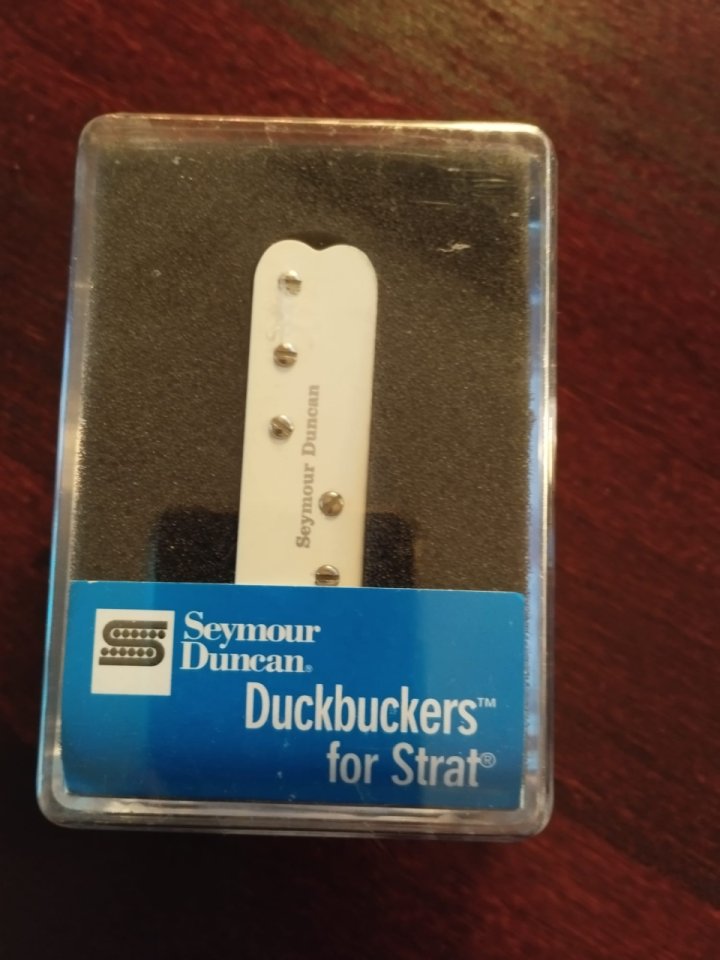 Seymour Duncan
Seymour
Duncan®
Duckbuckers™
for Strat®